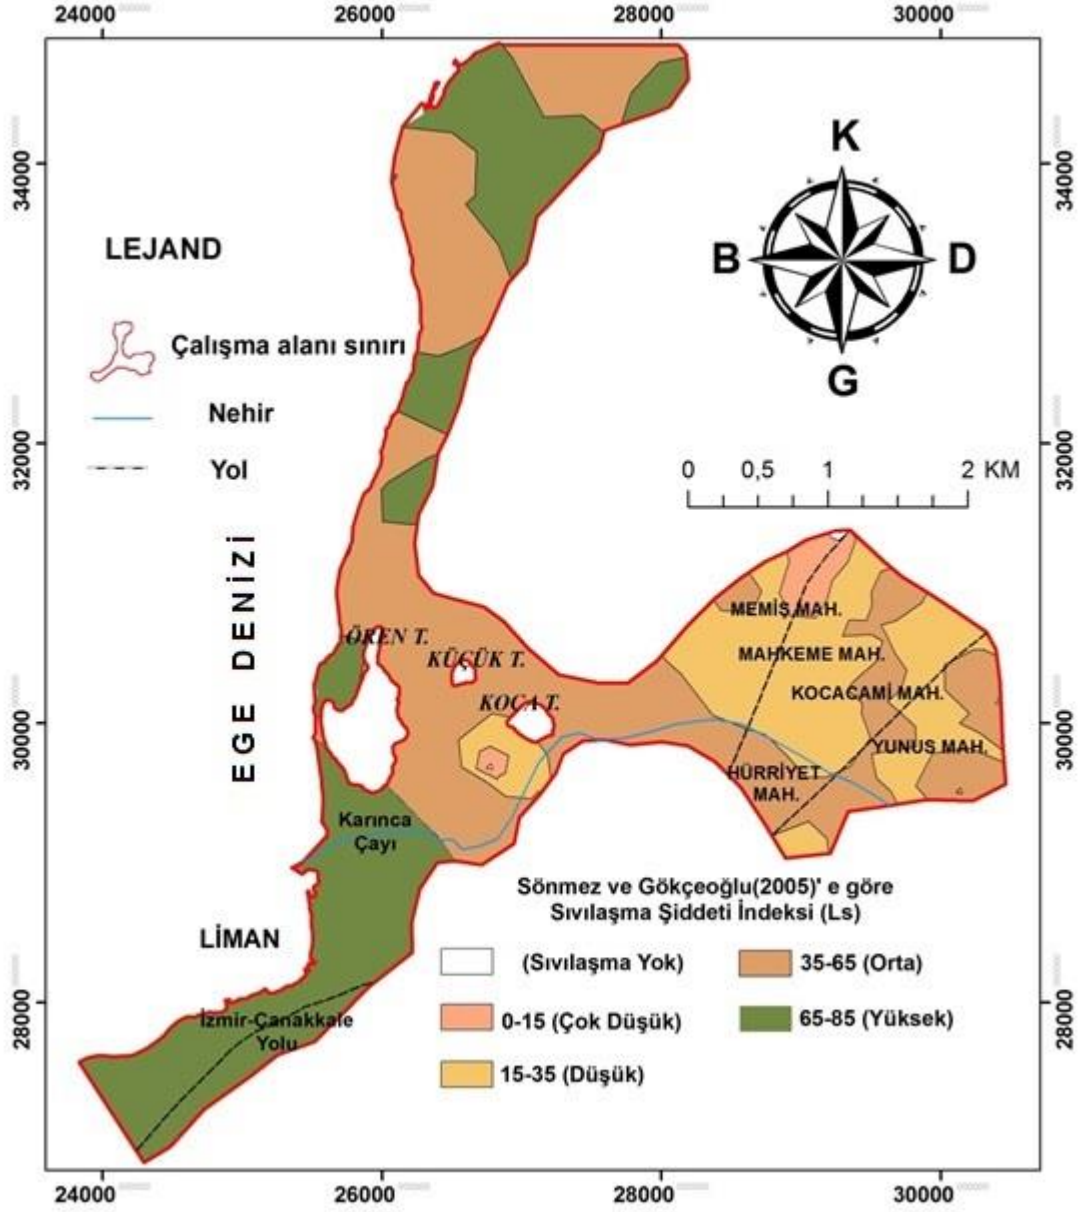 24000 26000 28000 30000
34000
34000
K
B
D
G
LEJAND
Çalışma alanı sınırı
Nehir
Yol
32000
32000
0 0,5 1 2 KM
EGE DENİZİ
MEMİŞ MAH.
ÖREN T.
KÜÇÜK T.
MAHKEME MAH.
KOCA T.
KOCACAMİ MAH.
30000
30000
YUNUS MAH.
HÜRRİYET
MAH.
Karınca
Çayı
Sönmez ve Gökçeoğlu(2005)' e göre
Sıvılaşma Şiddeti İndeksi (Ls)
LİMAN
(Sıvılaşma Yok)
35-65 (Orta)
0-15 (Çok Düşük)
65-85 (Yüksek)
15-35 (Düşük)
28000
28000
İzmir-Çanakkale
Yolu
24000 26000 28000 30000